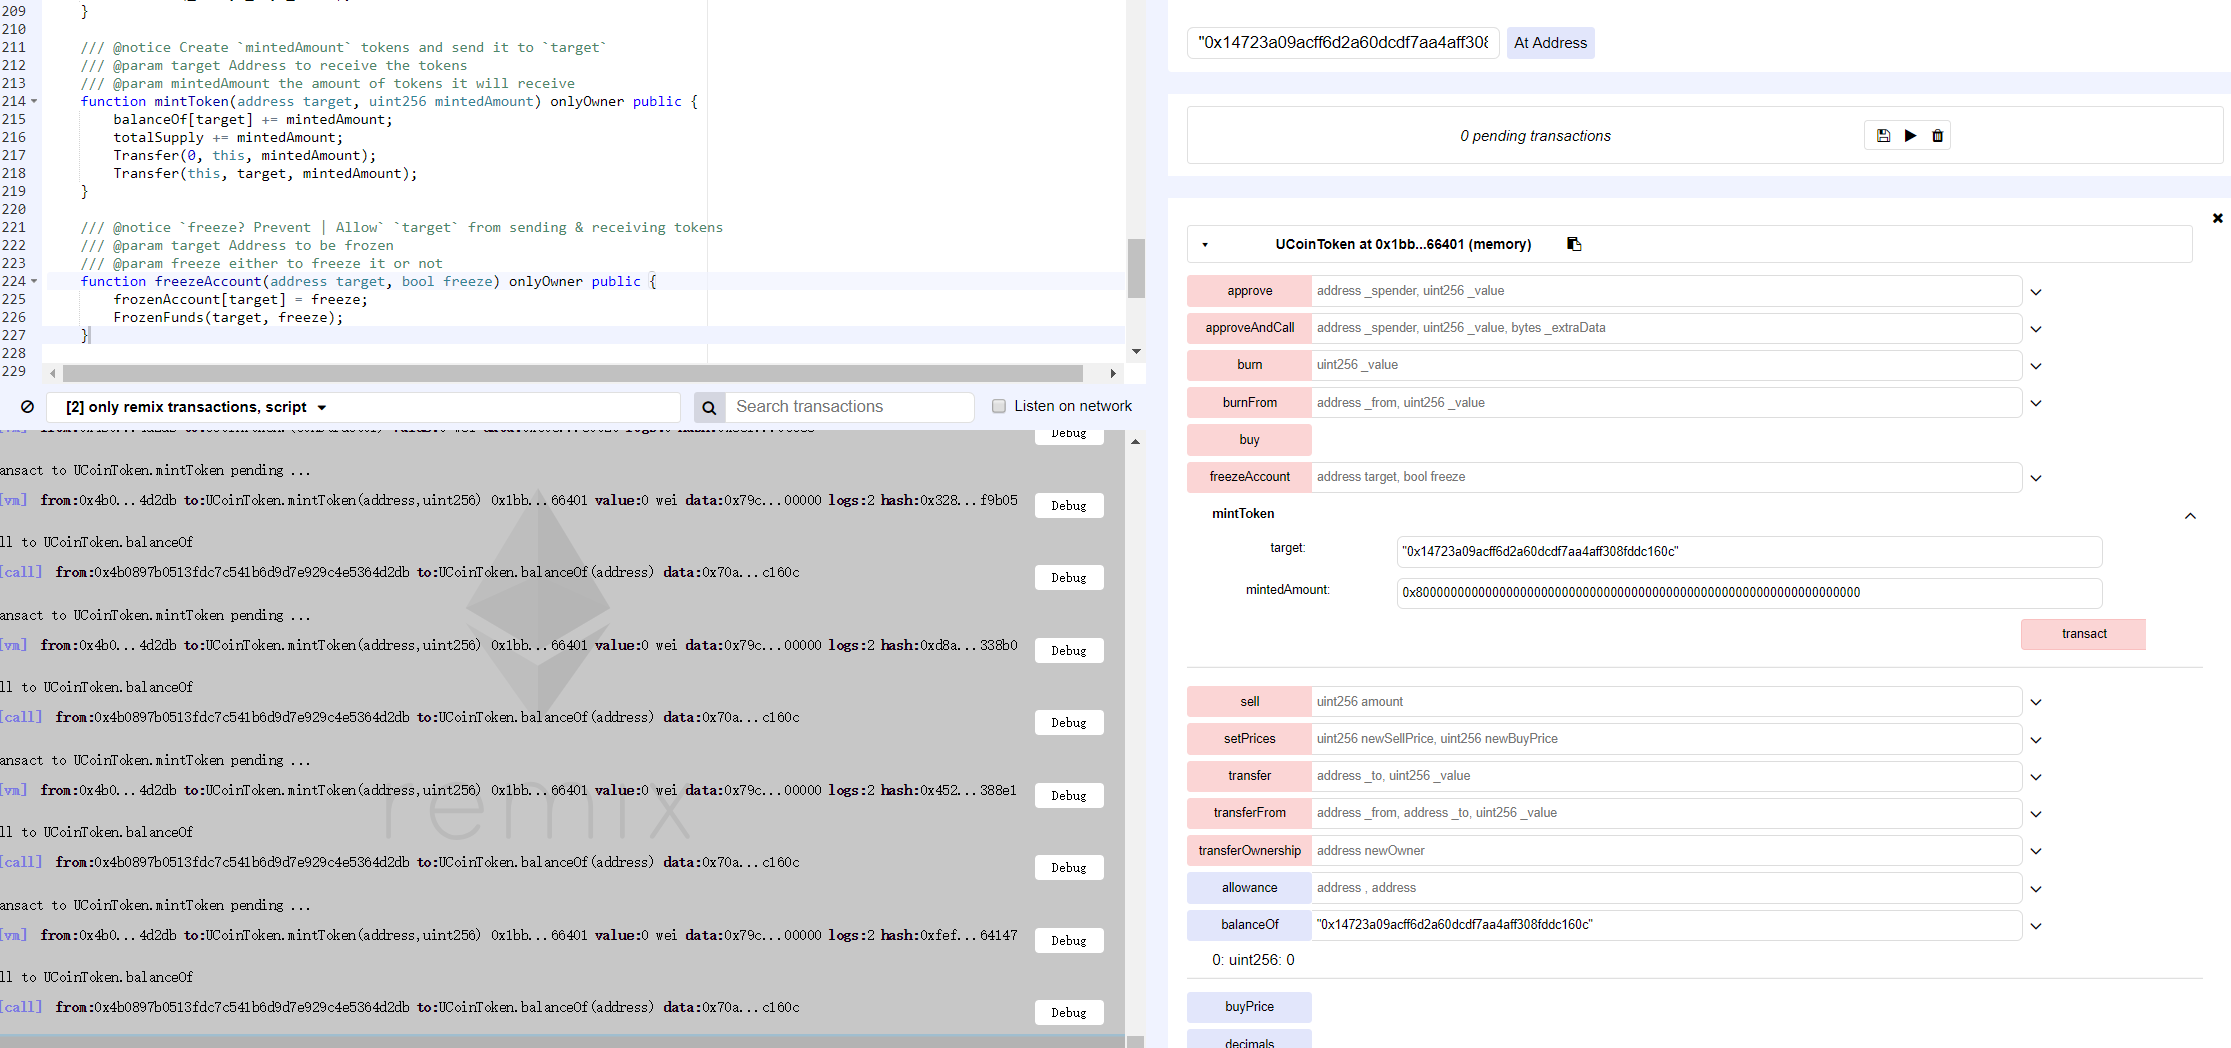 209 }
210
211 /// @notice Create `mintedAmount` tokens and send it to `target`
212 /// @param target Address to receive the tokens
213 /// @param mintedAmount the amount of tokens it will receive
214 function mintToken(address target, uint256 mintedAmount) onlyOwner public {
215 balanceOf[target] += mintedAmount;
216 totalSupply += mintedAmount;
217 Transfer(0, this, mintedAmount);
218 Transfer(this, target, mintedAmount);
219 }
220
221 /// @notice `freeze? Prevent | Allow` `target` from sending & receiving tokens
222 /// @param target Address to be frozen
223 /// @param freeze either to freeze it or not
224 function freezeAccount(address target, bool freeze) onlyOwner public {
225 frozenAccount[target] = freeze;
226 FrozenFunds(target, freeze);
227 }
228
229
[2] only remix transactions, script
Search transactions
Listen on network
Debug
ansact to UCoinToken.mintToken pending ...
[vm] from:0x4b0...4d2db to:UCoinToken.mintToken(address,uint256) 0x1bb...66401 value:0 wei data:0x79c...00000 logs:2 hash:0x328...f9b05 Debug
ll to UCoinToken.balanceOf
[call] from:0x4b0897b0513fdc7c541b6d9d7e929c4e5364d2db to:UCoinToken.balanceOf(address) data:0x70a...c160c Debug
ansact to UCoinToken.mintToken pending ...
[vm] from:0x4b0...4d2db to:UCoinToken.mintToken(address,uint256) 0x1bb...66401 value:0 wei data:0x79c...00000 logs:2 hash:0xd8a...338b0 Debug
ll to UCoinToken.balanceOf
[call] from:0x4b0897b0513fdc7c541b6d9d7e929c4e5364d2db to:UCoinToken.balanceOf(address) data:0x70a...c160c Debug
ansact to UCoinToken.mintToken pending ...
[vm] from:0x4b0...4d2db to:UCoinToken.mintToken(address,uint256) 0x1bb...66401 value:0 wei data:0x79c...00000 logs:2 hash:0x452...388e1 Debug
remix
ll to UCoinToken.balanceOf
[call] from:0x4b0897b0513fdc7c541b6d9d7e929c4e5364d2db to:UCoinToken.balanceOf(address) data:0x70a...c160c Debug
ansact to UCoinToken.mintToken pending ...
[vm] from:0x4b0...4d2db to:UCoinToken.mintToken(address,uint256) 0x1bb...66401 value:0 wei data:0x79c...00000 logs:2 hash:0xfef...64147 Debug
ll to UCoinToken.balanceOf
[call] from:0x4b0897b0513fdc7c541b6d9d7e929c4e5364d2db to:UCoinToken.balanceOf(address) data:0x70a...c160c Debug
"0x14723a09acff6d2a60dcdf7aa4aff308 At Address
0 pending transactions
UCoinToken at 0x1bb...66401 (memory)
approve address _spender, uint256 _value
approveAndCall address _spender, uint256 _value, bytes _extraData
burn uint256 _value
burnFrom address _from, uint256 _value
buy
freezeAccount address target, bool freeze
mintToken
target: "0x14723a09acff6d2a60dcdf7aa4aff308fddc160c"
mintedAmount: 0x8000000000000000000000000000000000000000000000000000000000000000
transact
sell uint256 amount
setPrices uint256 newSellPrice, uint256 newBuyPrice
transfer address _to, uint256 _value
transferFrom address _from, address _to, uint256 _value
transferOwnership address newOwner
allowance address , address
balanceOf "0x14723a09acff6d2a60dcdf7aa4aff308fddc160c"
0: uint256: 0
buyPrice
decimals